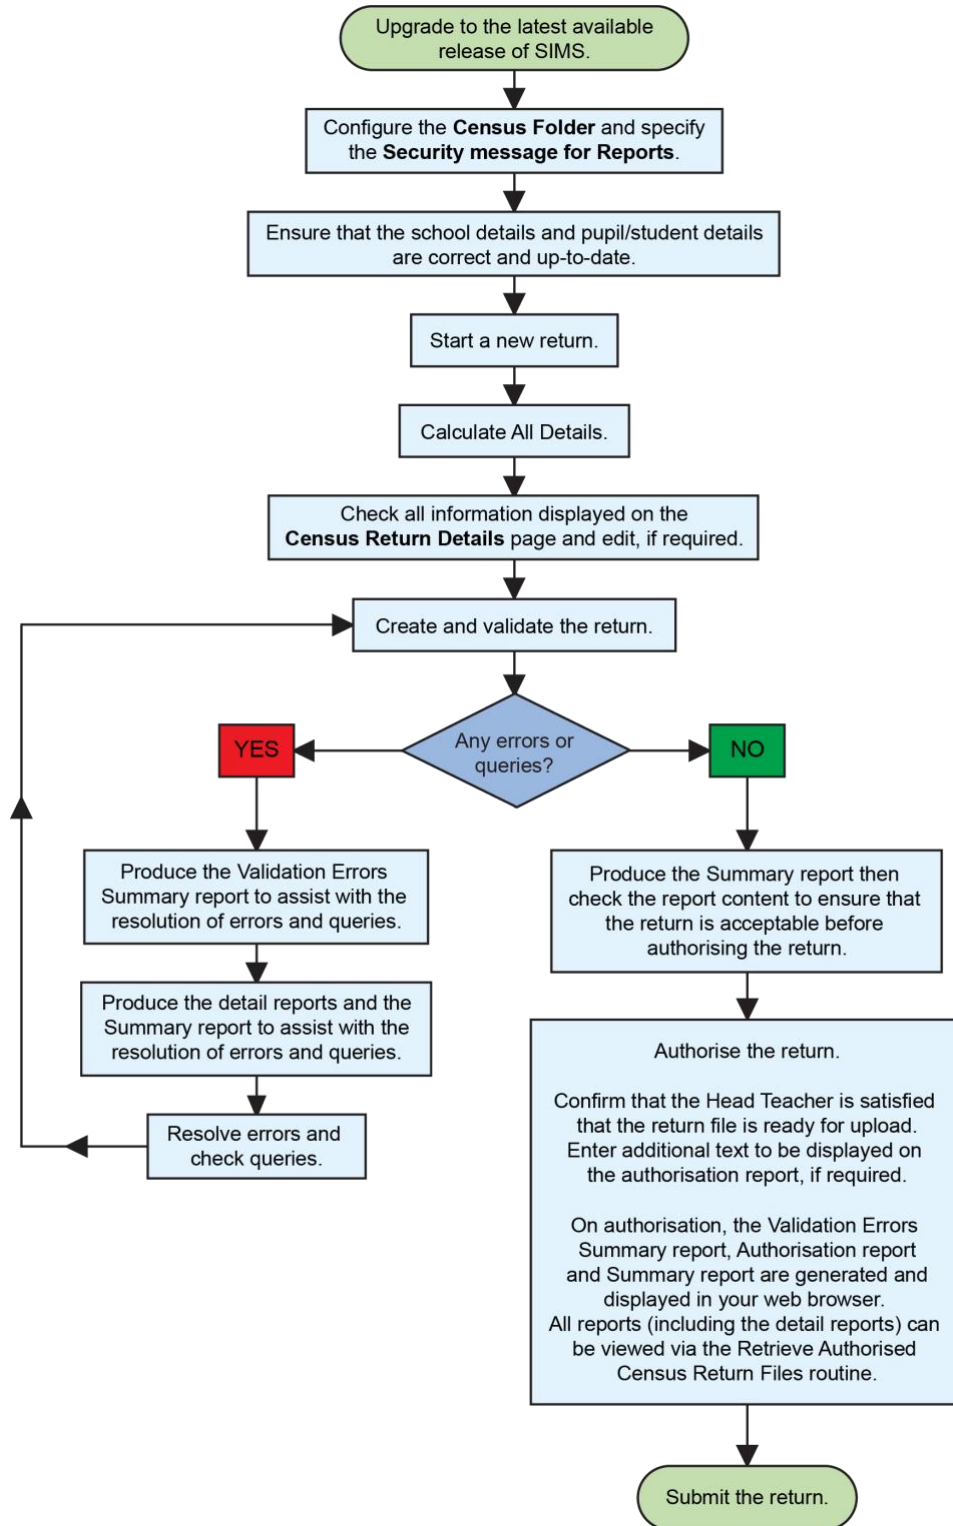 Upgrade to the latest available
release of SIMS.
Configure the Census Folder and specify
the Security message for Reports.
Ensure that the school details and pupil/student details
are correct and up-to-date.
Start a new return.
Calculate All Details.
Check all information displayed on the
Census Return Details page and edit, if required.
Create and validate the return.
Any errors or
queries?
YES
NO
Produce the Validation Errors
Summary report to assist with the
resolution of errors and queries.
Produce the detail reports and the
Summary report to assist with the
resolution of errors and queries.
Resolve errors and
check queries.
Produce the Summary report then
check the report content to ensure that
the return is acceptable before
authorising the return.
Authorise the return.
Confirm that the Head Teacher is satisfied
that the return file is ready for upload.
Enter additional text to be displayed on
the authorisation report, if required.
On authorisation, the Validation Errors
Summary report, Authorisation report
and Summary report are generated and
displayed in your web browser.
All reports (including the detail reports) can
be viewed via the Retrieve Authorised
Census Return Files routine.
Submit the return.